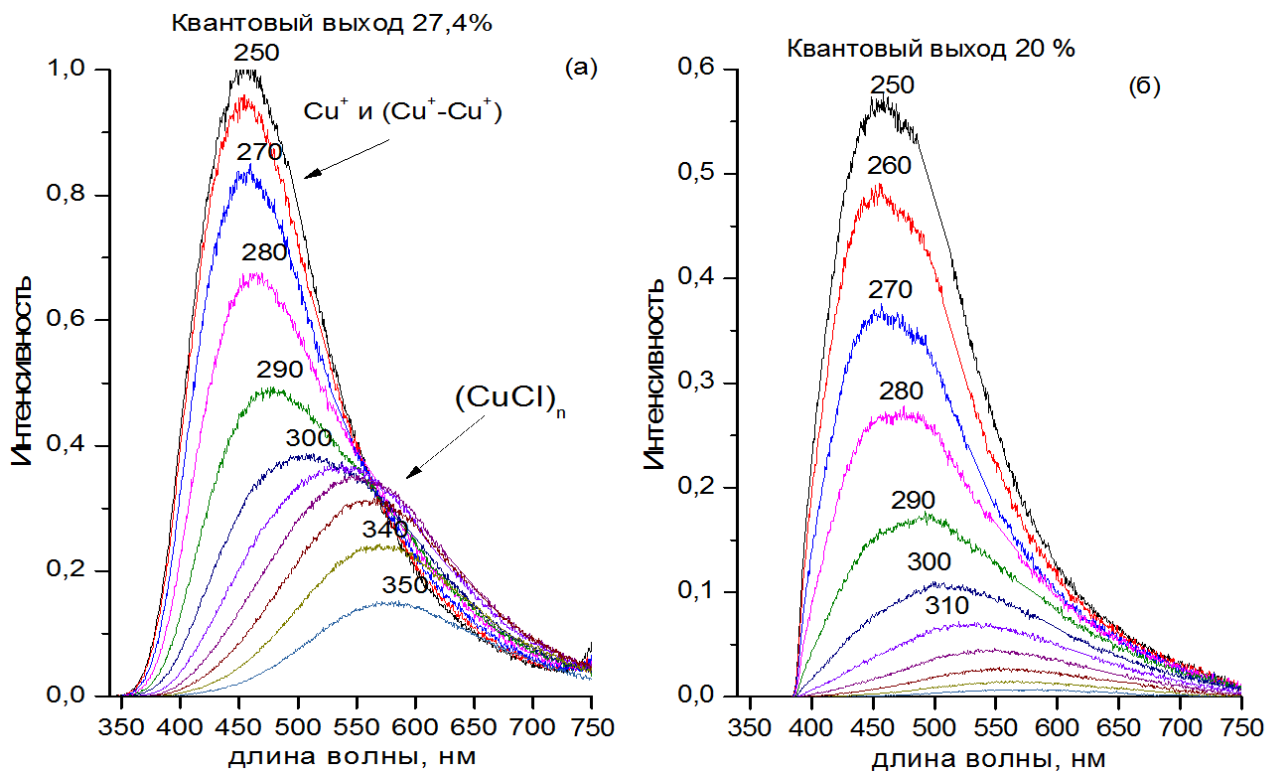 Квантовый выход 27,4%
250
(а)
Cu⁺ и (Cu⁺-Cu⁺)
270
280
290
(CuCl)ₙ
300
340
350
1,0
0,8
0,6
0,4
0,2
0,0
Интенсивность
350 400 450 500 550 600 650 700 750
длина волны, нм
Квантовый выход 20 %
(б)
250
260
270
280
290
300
310
0,6
0,5
0,4
0,3
0,2
0,1
0,0
Интенсивность
350 400 450 500 550 600 650 700 750
длина волны, нм